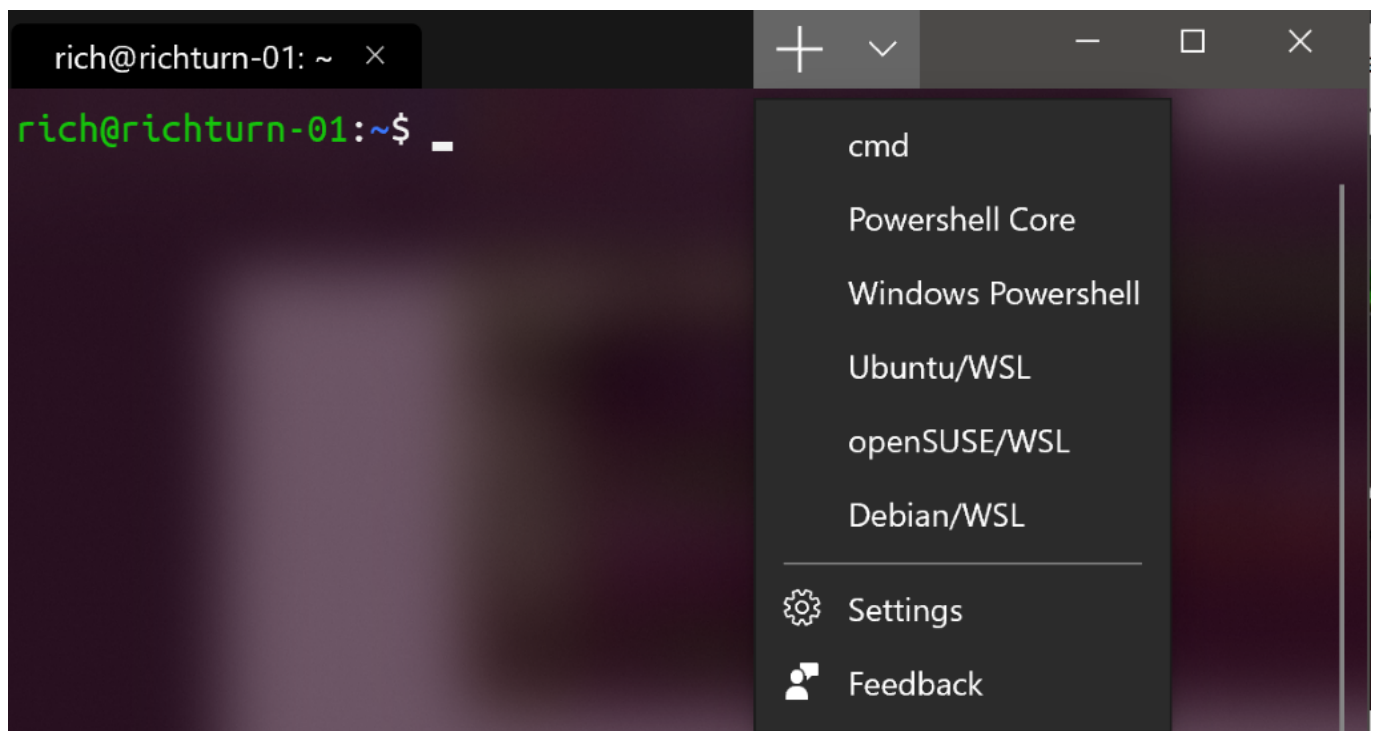 rich@richturn-01: ~
rich@richturn-01:~$
cmd
Powershell Core
Windows Powershell
Ubuntu/WSL
openSUSE/WSL
Debian/WSL
Settings
Feedback